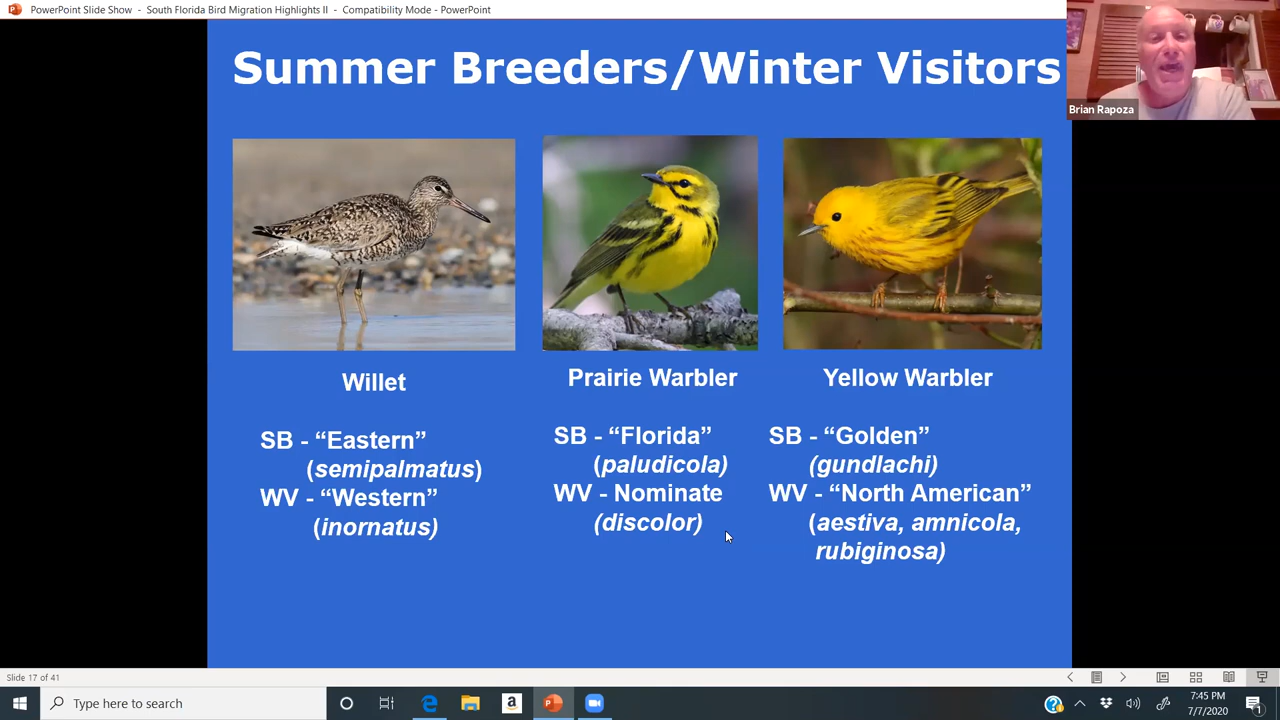 PowerPoint Slide Show - South Florida Bird Migration Highlights II - Compatibility Mode - PowerPoint
Summer Breeders/Winter Visitors
Brian Rapoza
Willet
SB - “Eastern”
(semipalmatus)
WV - “Western”
(inornatus)
Prairie Warbler
SB - “Florida”
(paludicola)
WV - Nominate
(discolor)
Yellow Warbler
SB - “Golden”
(gundlachi)
WV - “North American”
(aestiva, amnicola,
rubiginosa)
Slide 17 of 41
Type here to search
7:45 PM
7/7/2020
1